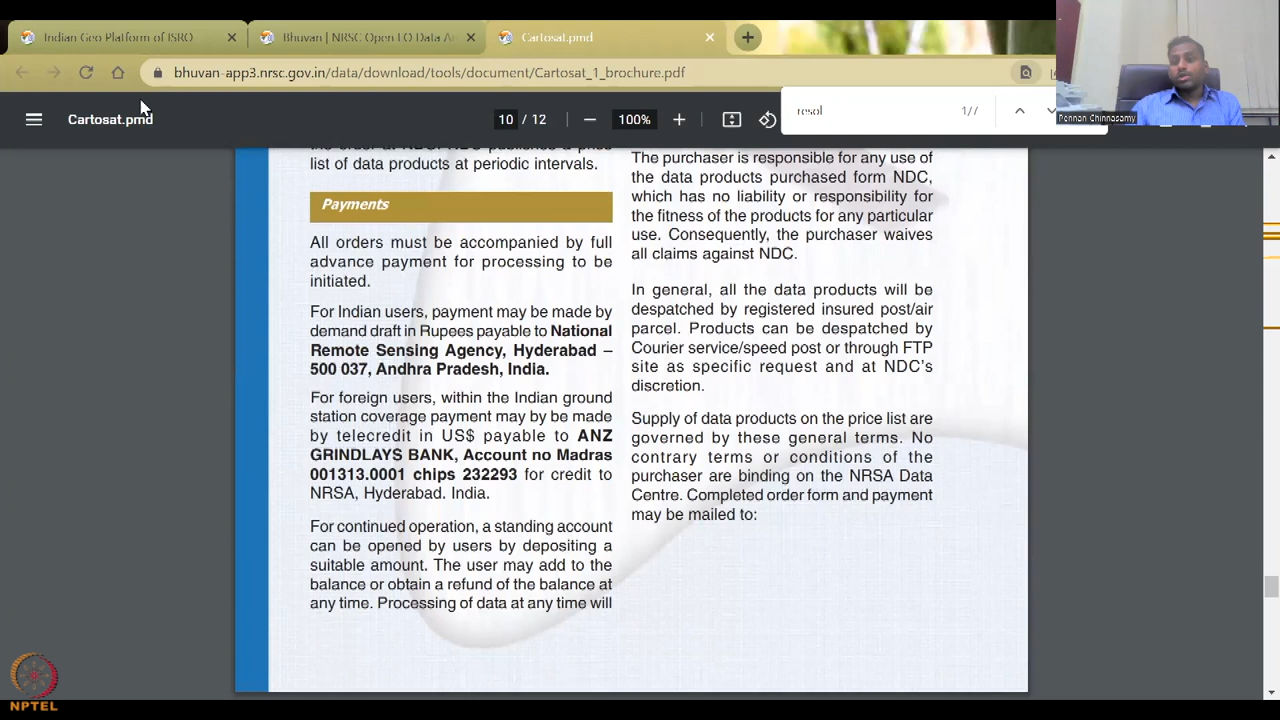 Indian Geo Platform of ISRO
Bhuvan | NRSC Open EO Data Ar
Cartosat.pmd
bhuvan-app3.nrsc.gov.in/data/download/tools/document/Cartosat_1_brochure.pdf
Cartosat.pmd
10 / 12
100%
resol
1/7
Pennan Chinnasamy
list of data products at periodic intervals.
Payments
All orders must be accompanied by full
advance payment for processing to be
initiated.
For Indian users, payment may be made by
demand draft in Rupees payable to National
Remote Sensing Agency, Hyderabad –
500 037, Andhra Pradesh, India.
For foreign users, within the Indian ground
station coverage payment may by be made
by telecredit in US$ payable to ANZ
GRINDLAYS BANK, Account no Madras
001313.0001 chips 232293 for credit to
NRSA, Hyderabad. India.
For continued operation, a standing account
can be opened by users by depositing a
suitable amount. The user may add to the
balance or obtain a refund of the balance at
any time. Processing of data at any time will
The purchaser is responsible for any use of
the data products purchased form NDC,
which has no liability or responsibility for
the fitness of the products for any particular
use. Consequently, the purchaser waives
all claims against NDC.
In general, all the data products will be
despatched by registered insured post/air
parcel. Products can be despatched by
Courier service/speed post or through FTP
site as specific request and at NDC's
discretion.
Supply of data products on the price list are
governed by these general terms. No
contrary terms or conditions of the
purchaser are binding on the NRSA Data
Centre. Completed order form and payment
may be mailed to:
NPTEL